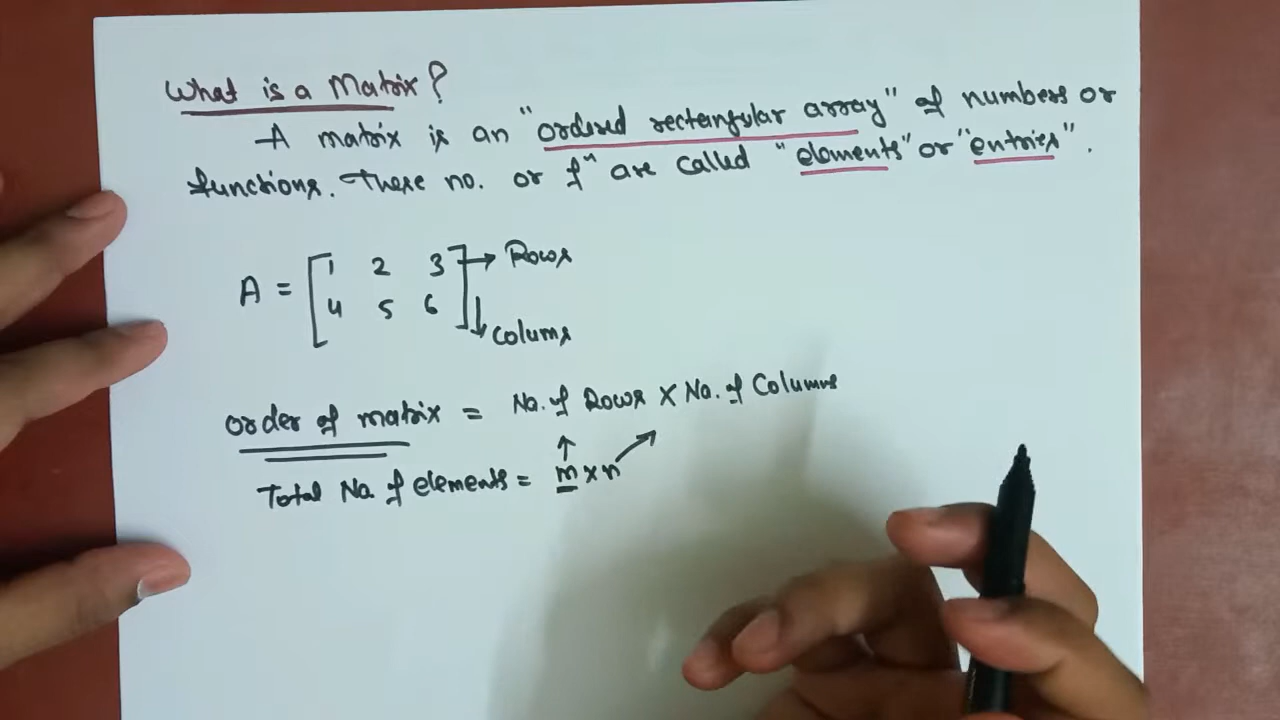 What is a Matrix?
A matrix is an "ordered rectangular array" of numbers or
functions. These no. or fⁿ are called "elements" or "entries".
A = [1 2 3 → Rows
4 5 6] ↓ Colums
Order of matrix = No. of Rows × No. of Columns
Total No. of elements = m × n